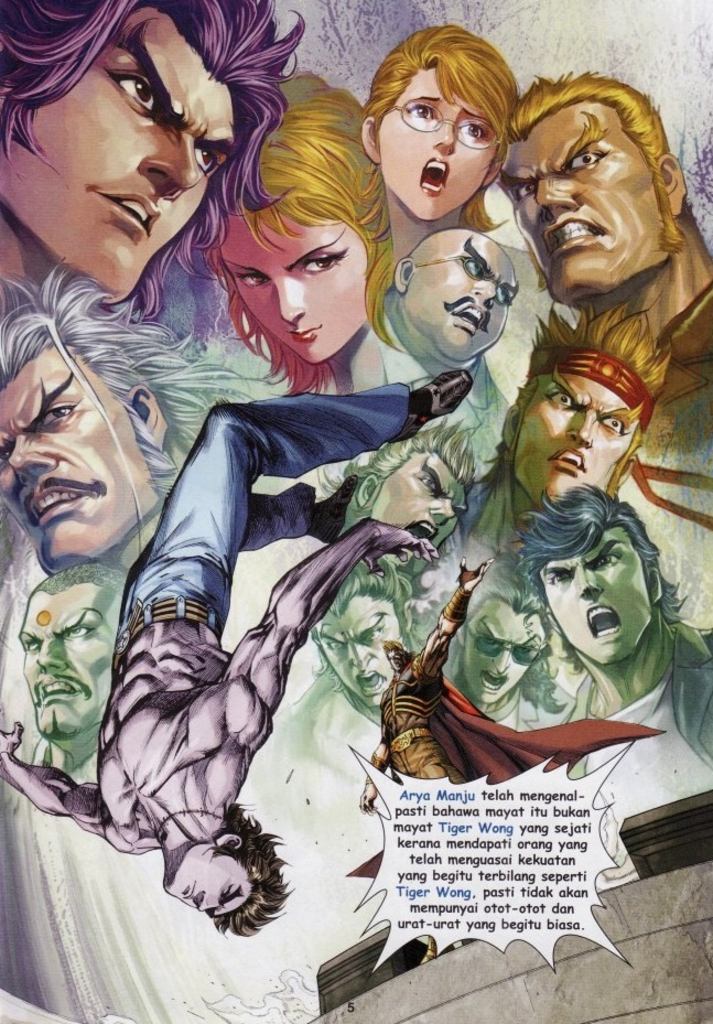 Arya Manju telah mengenal-
pasti bahawa mayat itu bukan
mayat Tiger Wong yang sejati
kerana mendapati orang yang
telah menguasai kekuatan
yang begitu terbilang seperti
Tiger Wong, pasti tidak akan
mempunyai otot-otot dan
urat-urat yang begitu biasa.
5